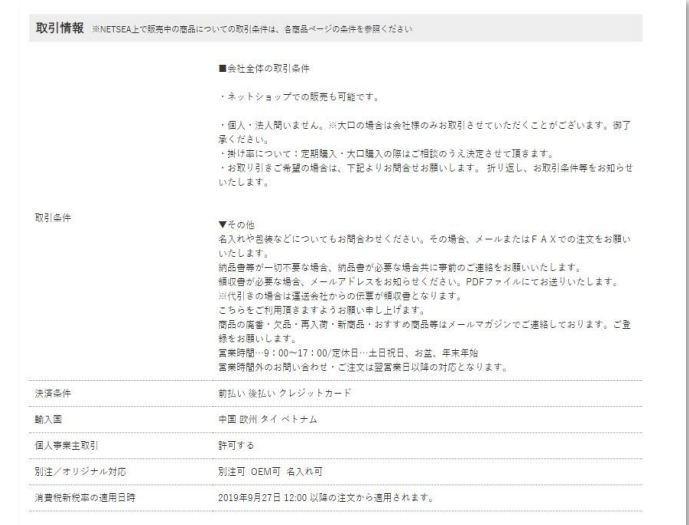 取引情報 ※NETSEA上で販売中の商品についての取引条件は、各商品ページの条件を参照ください
■会社全体の取引条件
・ネットショップでの販売も可能です。
・個人・法人問いません。※大口の場合は会社様のみお取引させていただくことがございます。御了
承ください。
・掛け率について：定期購入・大口購入の際はご相談のうえ決定させて頂きます。
・お取り引きご希望の場合は、下記よりお問合せお願いします。 折り返し、お取引条件等をお知らせ
いたします。
取引条件
▼その他
名入れや包装などについてもお問合わせください。その場合、メールまたはＦＡＸでの注文をお願い
いたします。
納品書等が一切不要な場合、納品書が必要な場合共に事前のご連絡をお願いいたします。
領収書が必要な場合、メールアドレスをお知らせください。PDFファイルにてお送りいたします。
※代引きの場合は運送会社からの伝票が領収書となります。
こちらをご利用頂きますようお願い申し上げます。
商品の廃番・欠品・再入荷・新商品・おすすめ商品等はメールマガジンでご連絡しております。ご登
録をお願いします。
営業時間…9：00～17：00/定休日…土日祝日、お盆、年末年始
営業時間外のお問い合わせ・ご注文は翌営業日以降の対応となります。
決済条件 前払い 後払い クレジットカード
輸入国 中国 欧州 タイ ベトナム
個人事業主取引 許可する
別注／オリジナル対応 別注可 OEM可 名入れ可
消費税新税率の適用日時 2019年9月27日 12:00 以降の注文から適用されます。